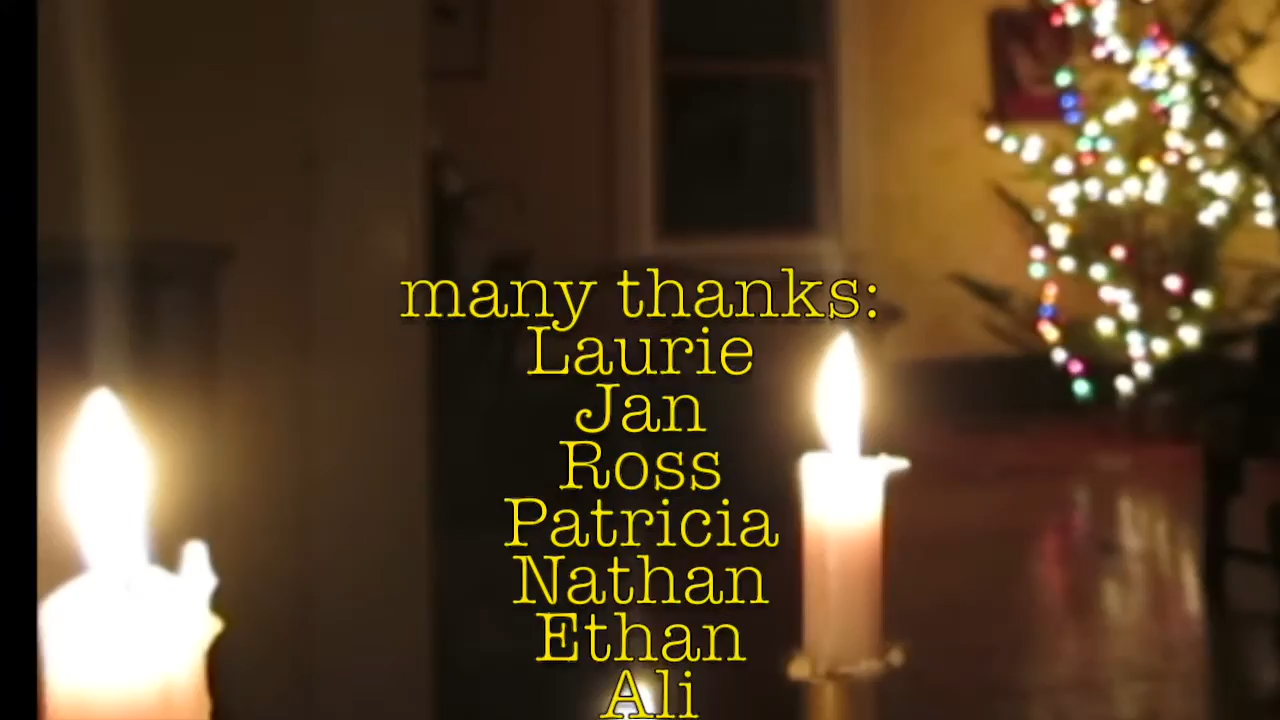 many thanks:
Laurie
Jan
Ross
Patricia
Nathan
Ethan
Ali